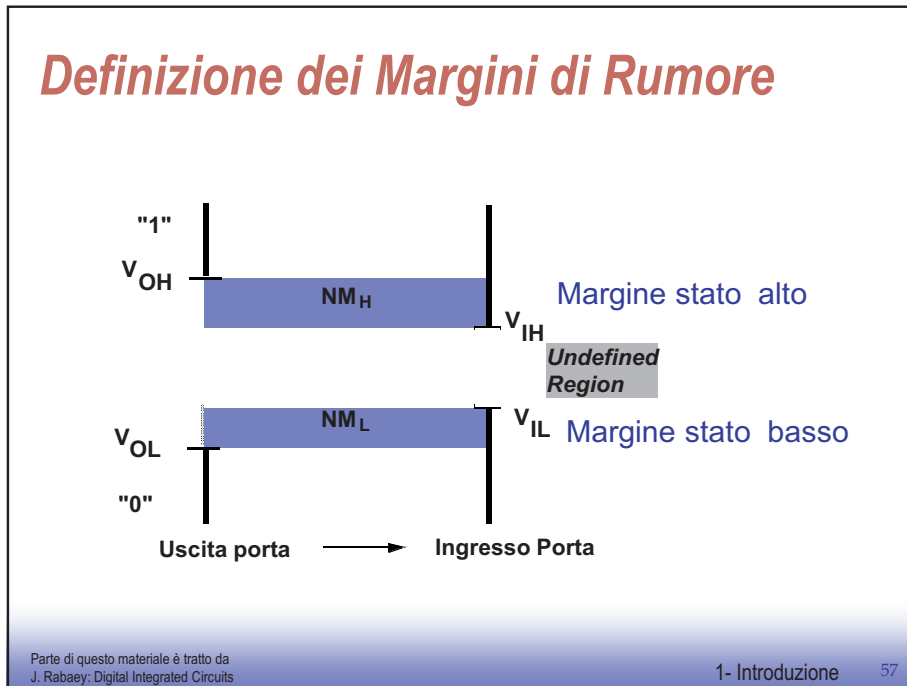 Definizione dei Margini di Rumore
"1"
VOH
NMH
Margine stato alto
VIH
Undefined
Region
NML
VIL
Margine stato basso
VOL
"0"
Uscita porta
Ingresso Porta
Parte di questo materiale è tratto da
J. Rabaey: Digital Integrated Circuits
1- Introduzione 57